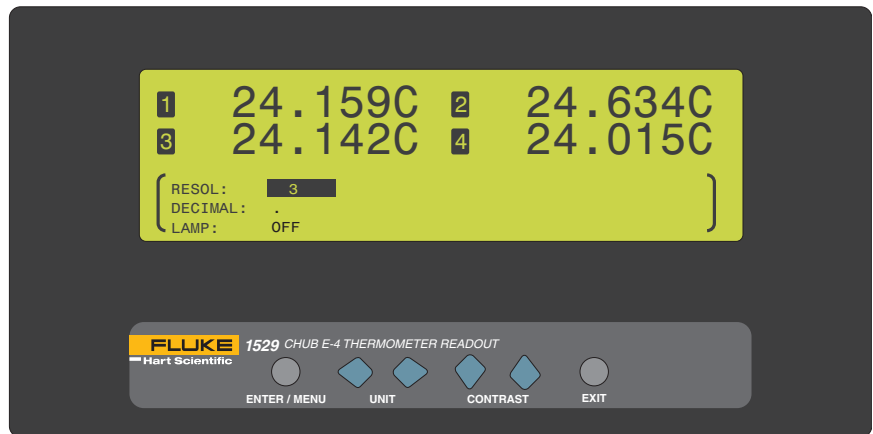 1 24.159C 2 24.634C
3 24.142C 4 24.015C
RESOL: 3
DECIMAL: .
LAMP: OFF
FLUKE 1529 CHUB E-4 THERMOMETER READOUT
Hart Scientific
ENTER / MENU UNIT CONTRAST EXIT